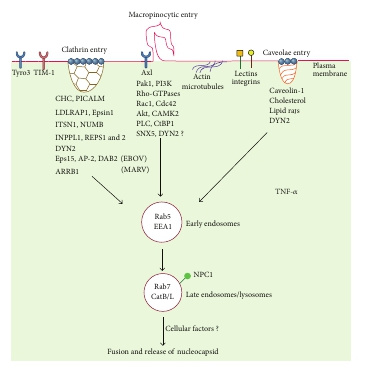 Macropinocytic entry
Clathrin entry
Caveolae entry
Tyro3
TIM-1
Axl
Actin
microtubules
Lectins
integrins
Plasma
membrane
CHC, PICALM
LDLRAP1, Epsin1
ITSN1, NUMB
INPPL1, REPS1 and 2
DYN2
Eps15, AP-2, DAB2 (EBOV)
ARRB1 (MARV)
Pak1, PI3K
Rho-GTPases
Rac1, Cdc42
Akt, CAMK2
PLC, CtBP1
SNX5, DYN2 ?
Caveolin-1
Cholesterol
Lipid rafs
DYN2
TNF-α
Rab5
EEA1
Early endosomes
NPC1
Rab7
CatB/L
Late endosomes/lysosomes
Cellular factors ?
Fusion and release of nucleocapsid